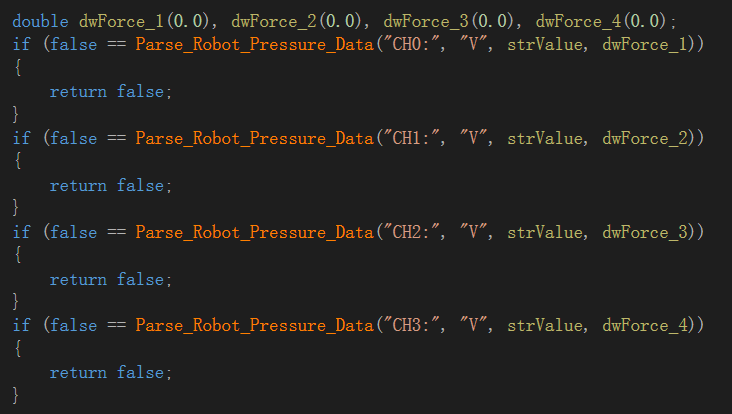 double dwForce_1(0.0), dwForce_2(0.0), dwForce_3(0.0), dwForce_4(0.0);
if (false == Parse_Robot_Pressure_Data("CH0:", "V", strValue, dwForce_1))
{
    return false;
}
if (false == Parse_Robot_Pressure_Data("CH1:", "V", strValue, dwForce_2))
{
    return false;
}
if (false == Parse_Robot_Pressure_Data("CH2:", "V", strValue, dwForce_3))
{
    return false;
}
if (false == Parse_Robot_Pressure_Data("CH3:", "V", strValue, dwForce_4))
{
    return false;
}